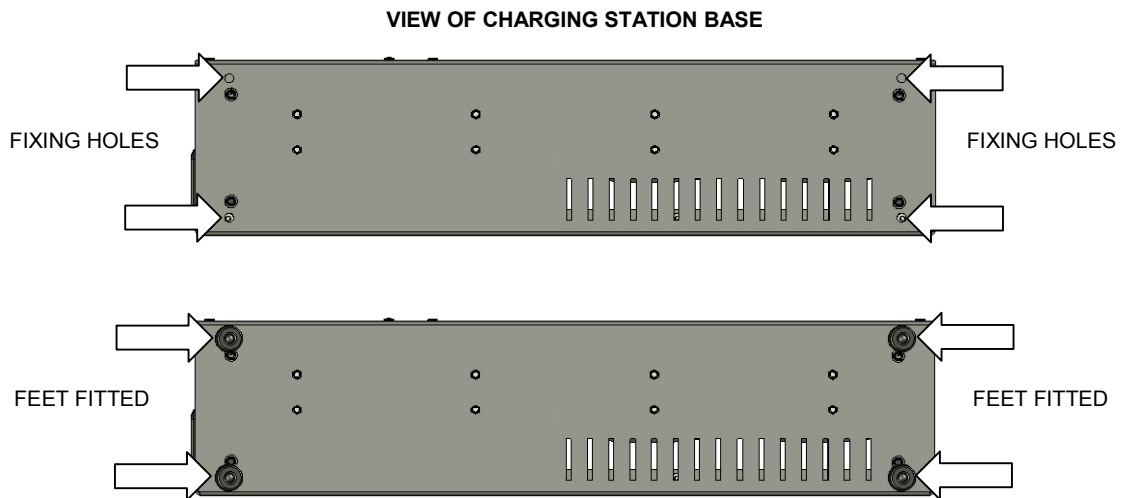 VIEW OF CHARGING STATION BASE
FIXING HOLES
FIXING HOLES
FEET FITTED
FEET FITTED